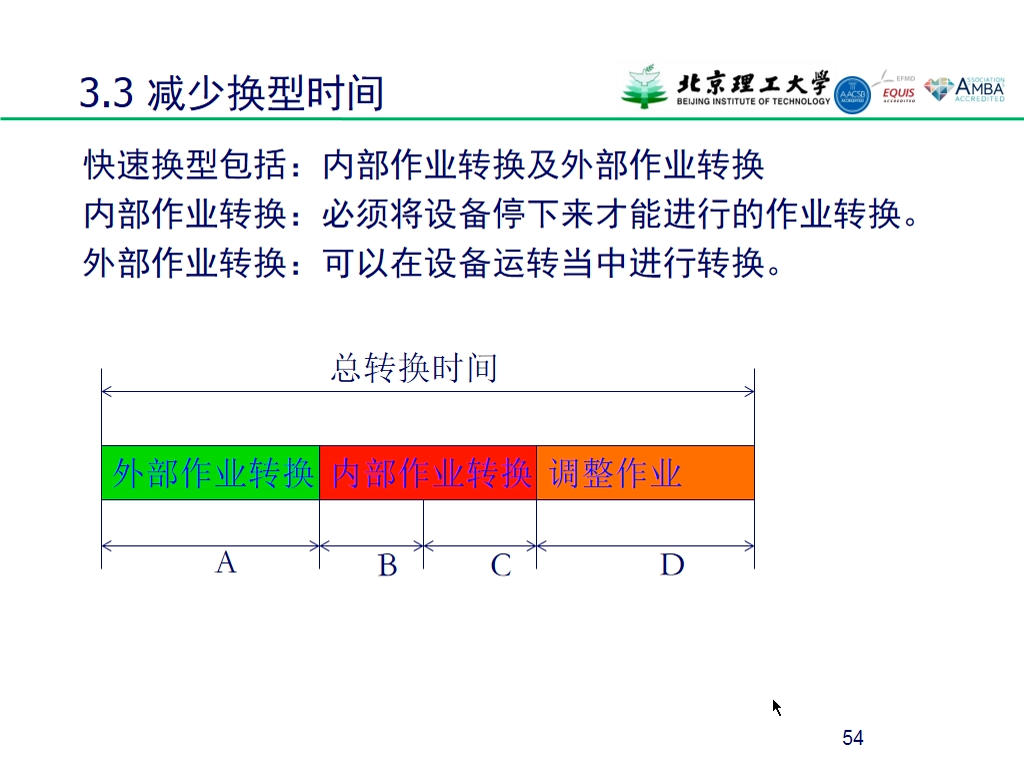 3.3 减少换型时间
北京理工大学
BEIJING INSTITUTE OF TECHNOLOGY
AACSB
ACCREDITED
EFMD
EQUIS
ACCREDITED
ASSOCIATION
AMBA
ACCREDITED
快速换型包括：内部作业转换及外部作业转换
内部作业转换：必须将设备停下来才能进行的作业转换。
外部作业转换：可以在设备运转当中进行转换。
总转换时间
外部作业转换 内部作业转换 调整作业
A B C D
54